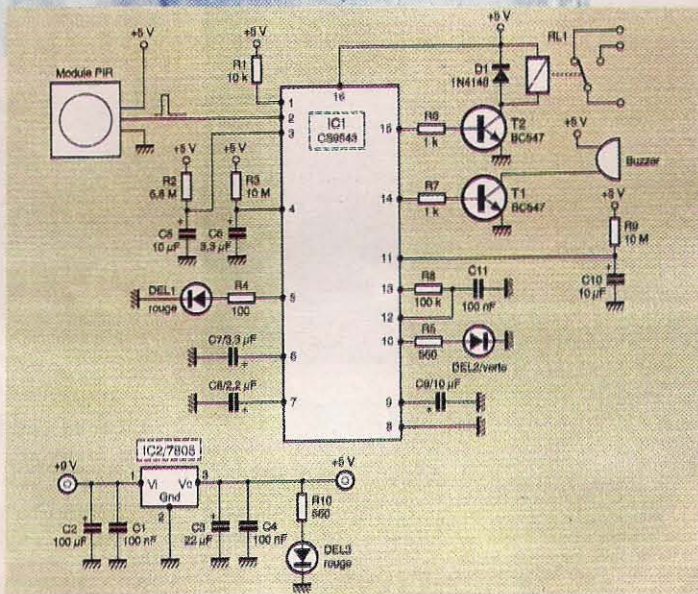 +5 V
Module PIR
+5 V
R1
10 k
+5 V
D1
1N4148
RL1
+5 V
1
2
3
16
IC1
CS9543
15
R6
1 k
T2
BC547
+5 V
Buzzer
+5 V
R2
6,8 M
+5 V
R3
10 M
4
14
R7
1 k
T1
BC547
+5 V
R9
10 M
C5
10 µF
C6
3,3 µF
11
C10
10 µF
DEL1
rouge
R4
100
5
13
R8
100 k
C11
100 nF
12
10
R5
560
DEL2/verte
C7/3,3 µF
6
C8/2,2 µF
7
9
C9/10 µF
8
IC2/7805
+9 V
1
Vi
Vo
3
Gnd
2
+5 V
C2
100 µF
C1
100 nF
C3
22 µF
C4
100 nF
R10
560
DEL3
rouge